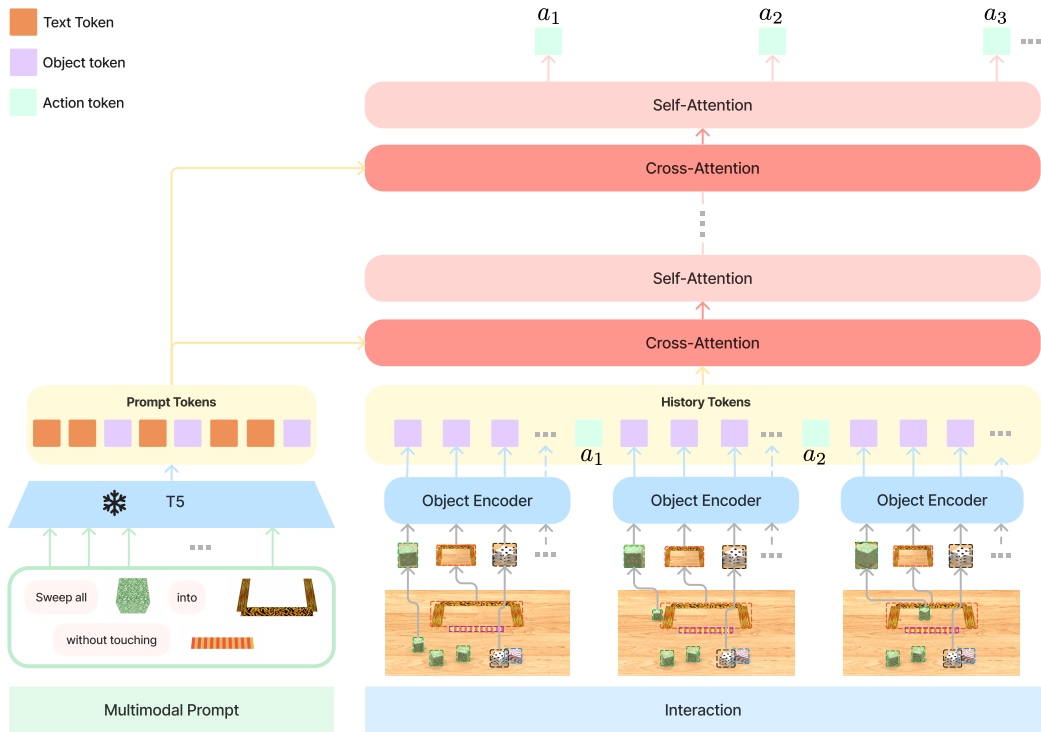 Text Token
Object token
Action token
a₁
a₂
a₃
Self-Attention
Cross-Attention
Self-Attention
Cross-Attention
Prompt Tokens
T5
Sweep all
into
without touching
Multimodal Prompt
History Tokens
a₁
a₂
Object Encoder
Object Encoder
Object Encoder
Interaction